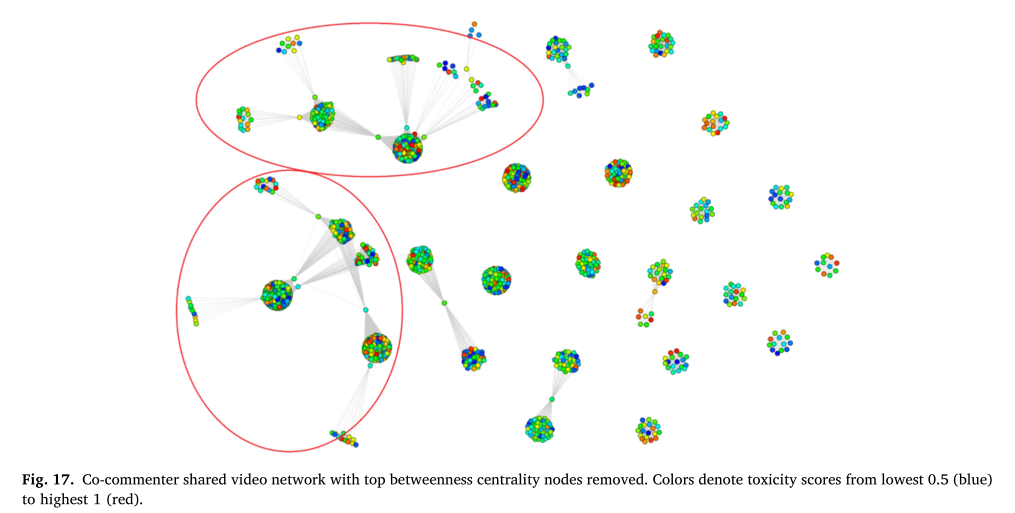 Fig. 17. Co-commenter shared video network with top betweenness centrality nodes removed. Colors denote toxicity scores from lowest 0.5 (blue)
to highest 1 (red).